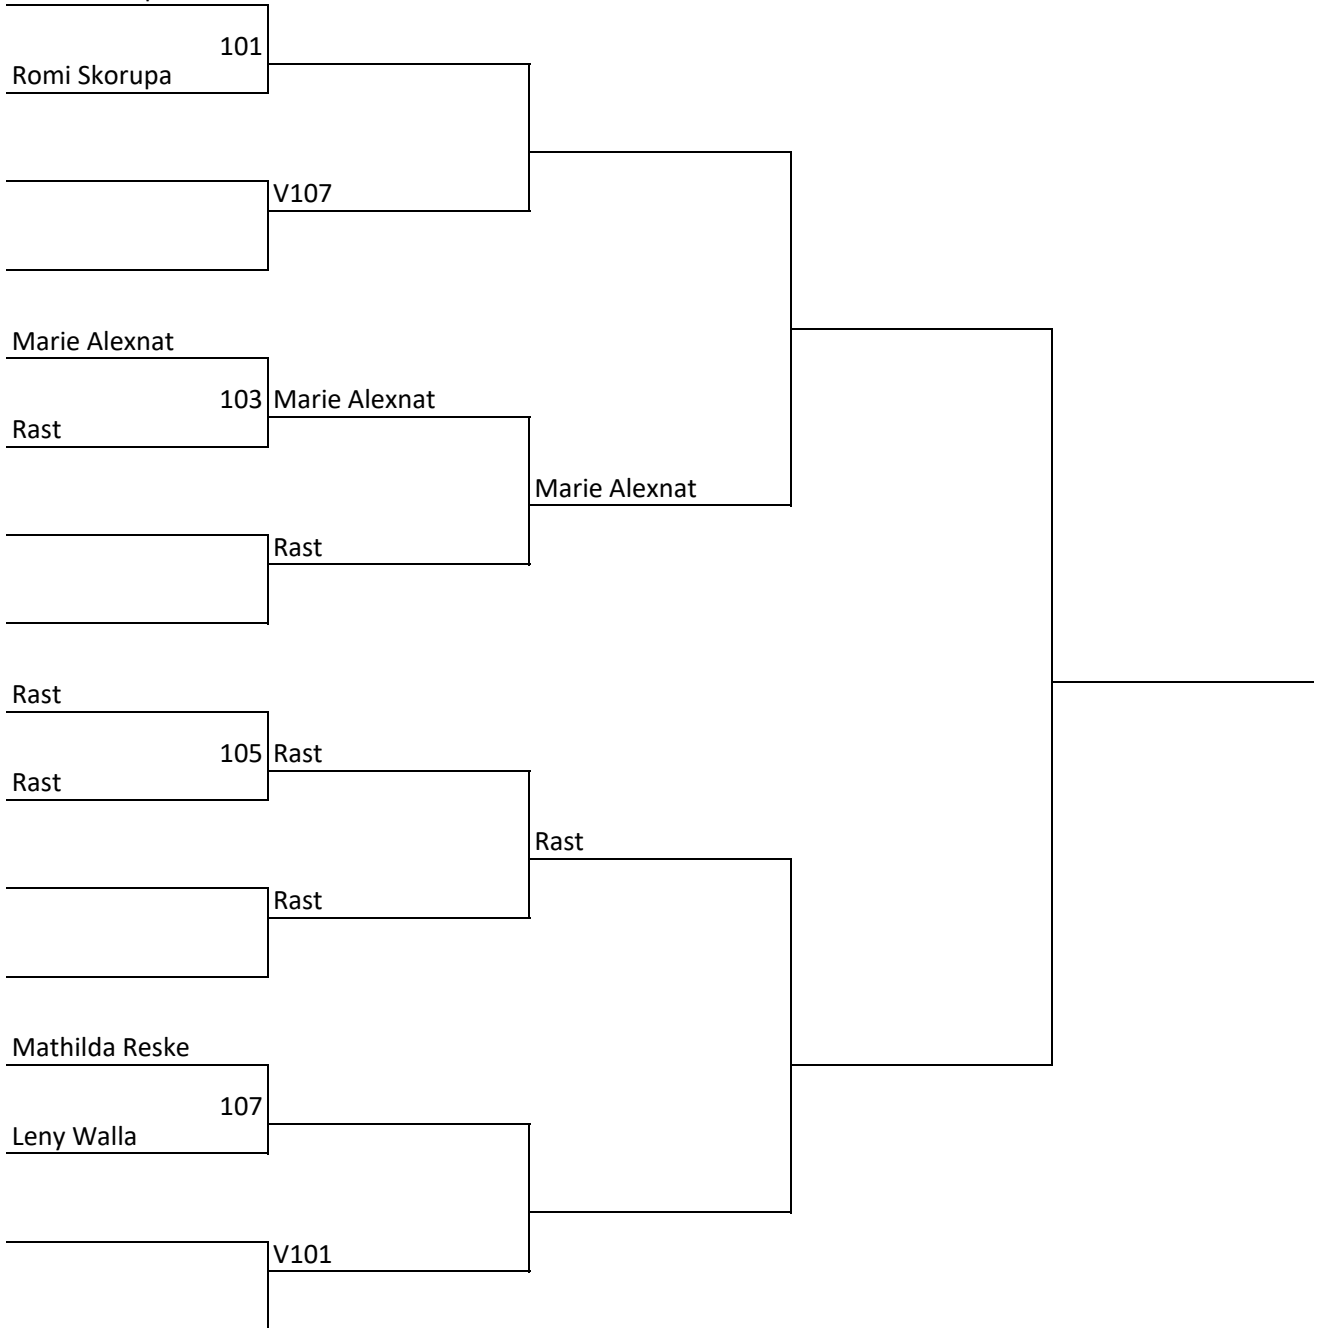 101
Romi Skorupa
V107
Marie Alexnat
103 Marie Alexnat
Rast
Marie Alexnat
Rast
Rast
105 Rast
Rast
Rast
Rast
Mathilda Reske
107
Leny Walla
V101